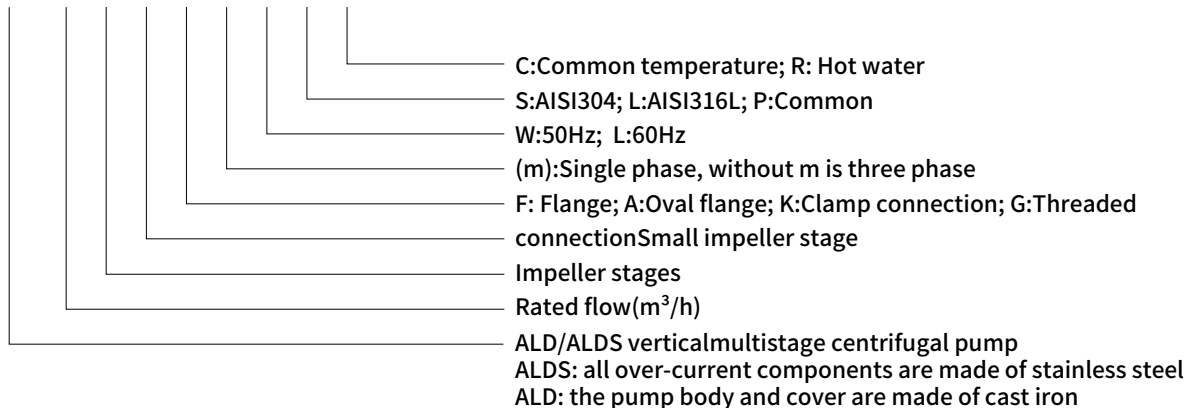 C:Common temperature; R: Hot water
S:AISI304; L:AISI316L; P:Common
W:50Hz;  L:60Hz
(m):Single phase, without m is three phase
F: Flange; A:Oval flange; K:Clamp connection; G:Threaded
connectionSmall impeller stage
Impeller stages
Rated flow(m³/h)
ALD/ALDS verticalmultistage centrifugal pump
ALDS: all over-current components are made of stainless steel
ALD: the pump body and cover are made of cast iron